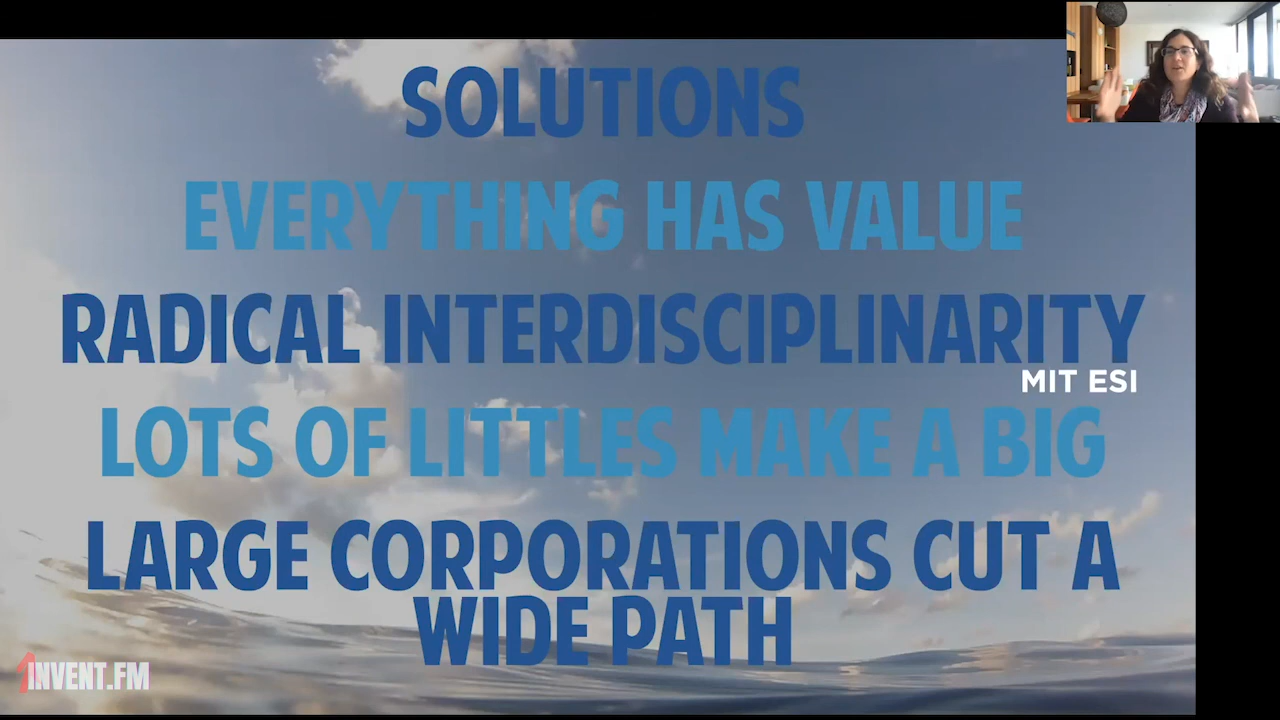 SOLUTIONS
EVERYTHING HAS VALUE
RADICAL INTERDISCIPLINARITY
MIT ESI
LOTS OF LITTLES MAKE A BIG
LARGE CORPORATIONS CUT A
WIDE PATH
1INVENT.FM